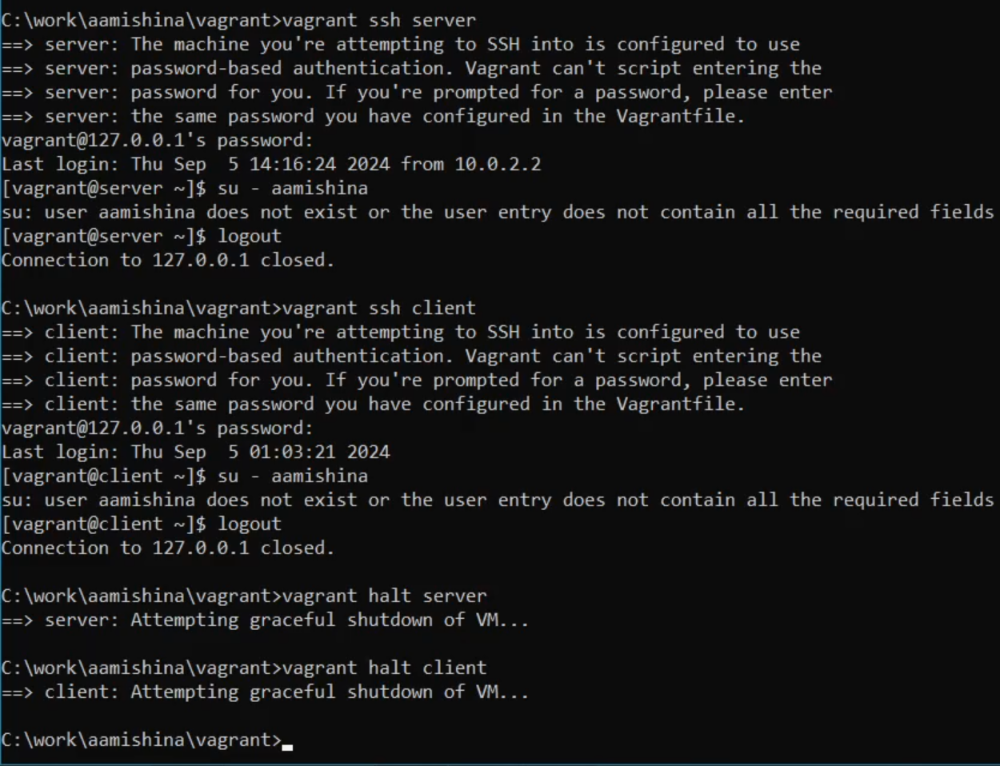 C:\work\aamishina\vagrant>vagrant ssh server
==> server: The machine you're attempting to SSH into is configured to use
==> server: password-based authentication. Vagrant can't script entering the
==> server: password for you. If you're prompted for a password, please enter
==> server: the same password you have configured in the Vagrantfile.
vagrant@127.0.0.1's password:
Last login: Thu Sep  5 14:16:24 2024 from 10.0.2.2
[vagrant@server ~]$ su - aamishina
su: user aamishina does not exist or the user entry does not contain all the required fields
[vagrant@server ~]$ logout
Connection to 127.0.0.1 closed.
C:\work\aamishina\vagrant>vagrant ssh client
==> client: The machine you're attempting to SSH into is configured to use
==> client: password-based authentication. Vagrant can't script entering the
==> client: password for you. If you're prompted for a password, please enter
==> client: the same password you have configured in the Vagrantfile.
vagrant@127.0.0.1's password:
Last login: Thu Sep  5 01:03:21 2024
[vagrant@client ~]$ su - aamishina
su: user aamishina does not exist or the user entry does not contain all the required fields
[vagrant@client ~]$ logout
Connection to 127.0.0.1 closed.
C:\work\aamishina\vagrant>vagrant halt server
==> server: Attempting graceful shutdown of VM...
C:\work\aamishina\vagrant>vagrant halt client
==> client: Attempting graceful shutdown of VM...
C:\work\aamishina\vagrant>